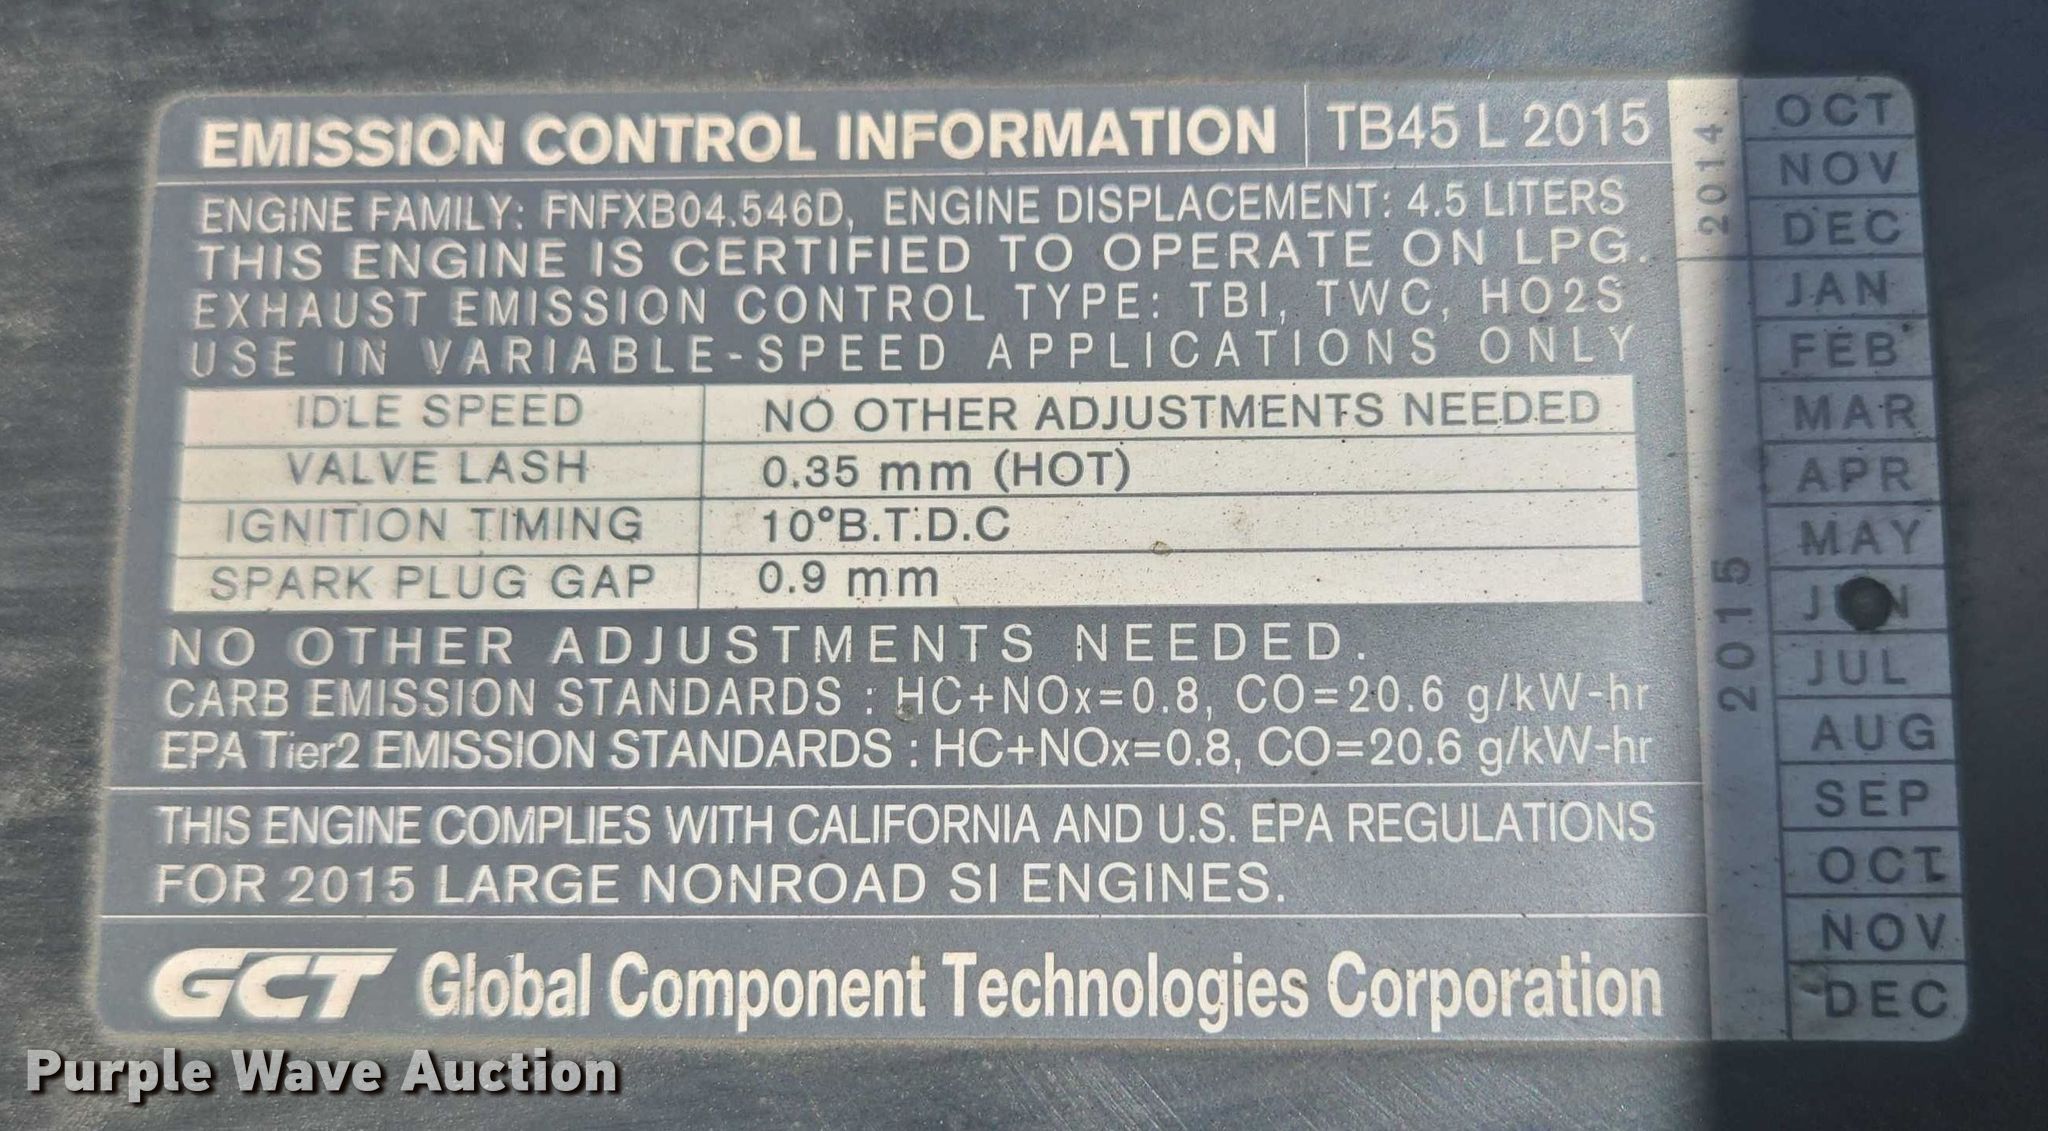 EMISSION CONTROL INFORMATION TB45 L 2015
ENGINE FAMILY: FNFXB04.546D, ENGINE DISPLACEMENT: 4.5 LITERS
THIS ENGINE IS CERTIFIED TO OPERATE ON LPG.
EXHAUST EMISSION CONTROL TYPE: TBI, TWC, HO2S
USE IN VARIABLE-SPEED APPLICATIONS ONLY
IDLE SPEED NO OTHER ADJUSTMENTS NEEDED
VALVE LASH 0.35 mm (HOT)
IGNITION TIMING 10°B.T.D.C
SPARK PLUG GAP 0.9 mm
NO OTHER ADJUSTMENTS NEEDED.
CARB EMISSION STANDARDS : HC+NOx=0.8, CO=20.6 g/kW-hr
EPA Tier2 EMISSION STANDARDS : HC+NOx=0.8, CO=20.6 g/kW-hr
THIS ENGINE COMPLIES WITH CALIFORNIA AND U.S. EPA REGULATIONS
FOR 2015 LARGE NONROAD SI ENGINES.
GCT Global Component Technologies Corporation
2014
OCT
NOV
DEC
2015
JAN
FEB
MAR
APR
MAY
JUN
JUL
AUG
SEP
OCT
NOV
DEC
Purple Wave Auction